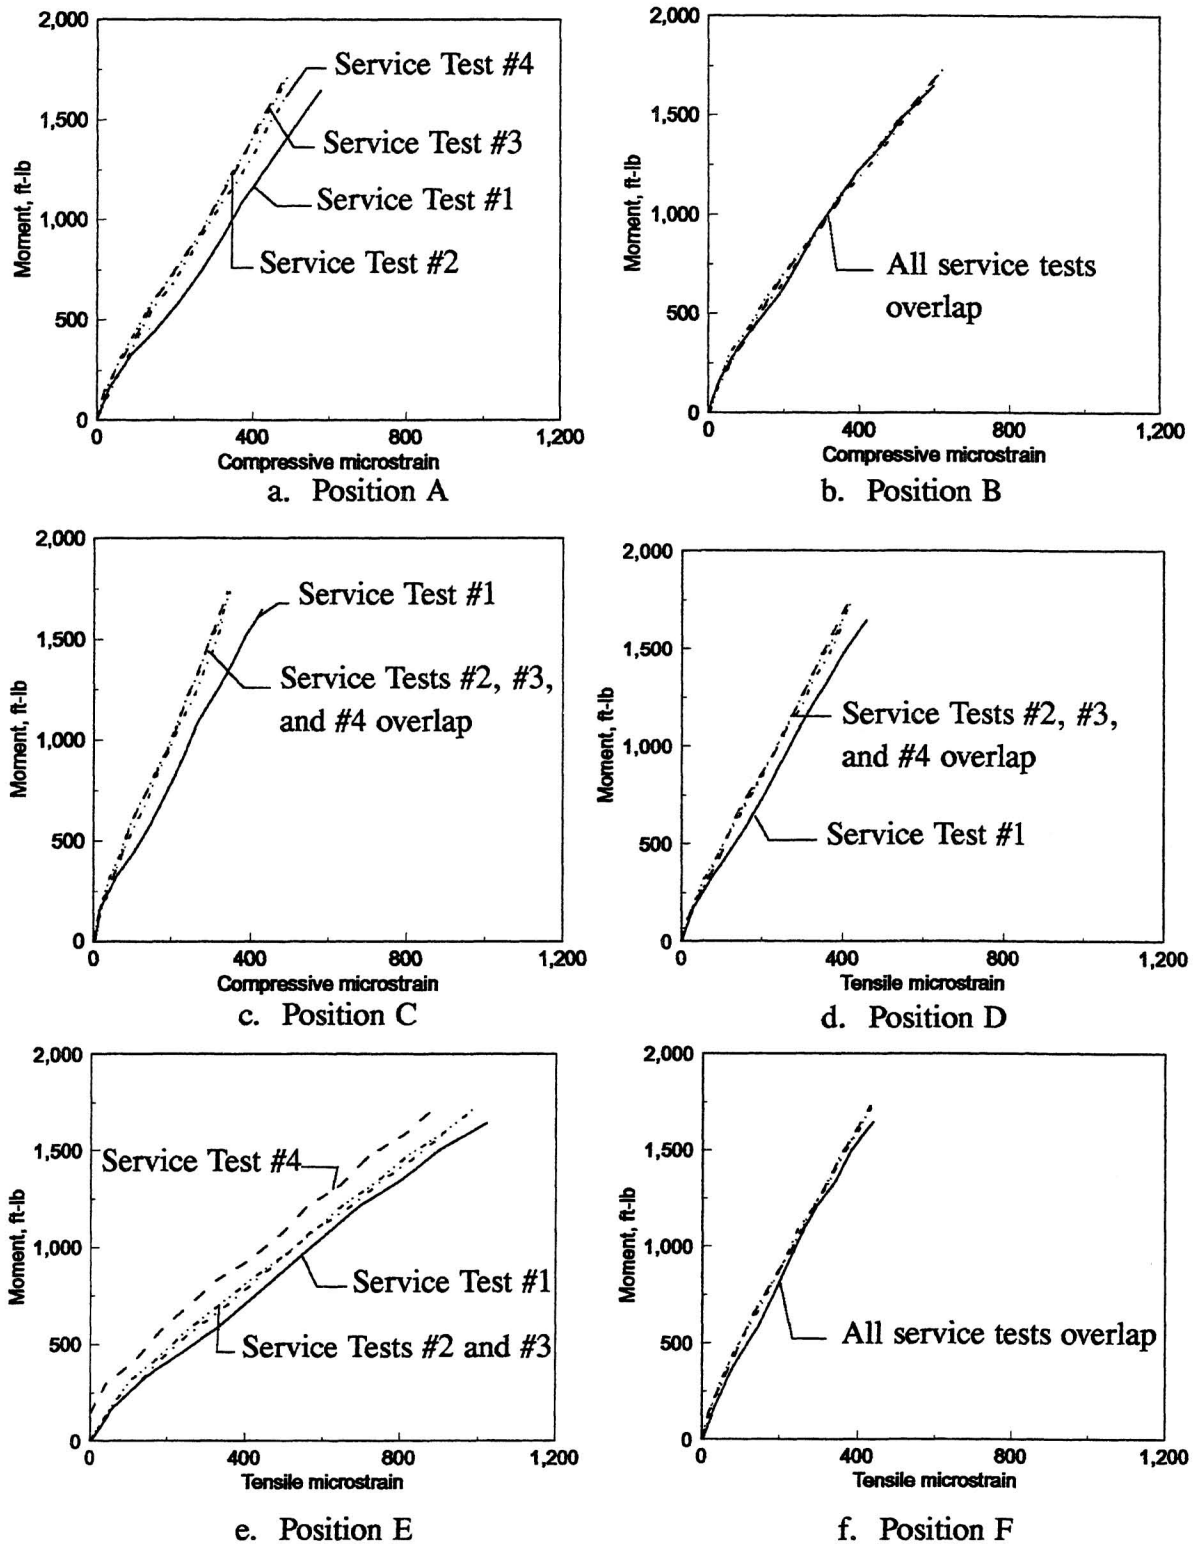 2,000
1,500
1,000
500
0
Moment, ft-lb
Service Test #4
Service Test #3
Service Test #1
Service Test #2
0
400
800
1,200
Compressive microstrain
a. Position A
2,000
1,500
1,000
500
0
Moment, ft-lb
All service tests
overlap
0
400
800
1,200
Compressive microstrain
b. Position B
2,000
1,500
1,000
500
0
Moment, ft-lb
Service Test #1
Service Tests #2, #3,
and #4 overlap
0
400
800
1,200
Compressive microstrain
c. Position C
2,000
1,500
1,000
500
0
Moment, ft-lb
Service Tests #2, #3,
and #4 overlap
Service Test #1
0
400
800
1,200
Tensile microstrain
d. Position D
2,000
1,500
1,000
500
0
Moment, ft-lb
Service Test #4
Service Test #1
Service Tests #2 and #3
0
400
800
1,200
Tensile microstrain
e. Position E
2,000
1,500
1,000
500
0
Moment, ft-lb
All service tests overlap
0
400
800
1,200
Tensile microstrain
f. Position F